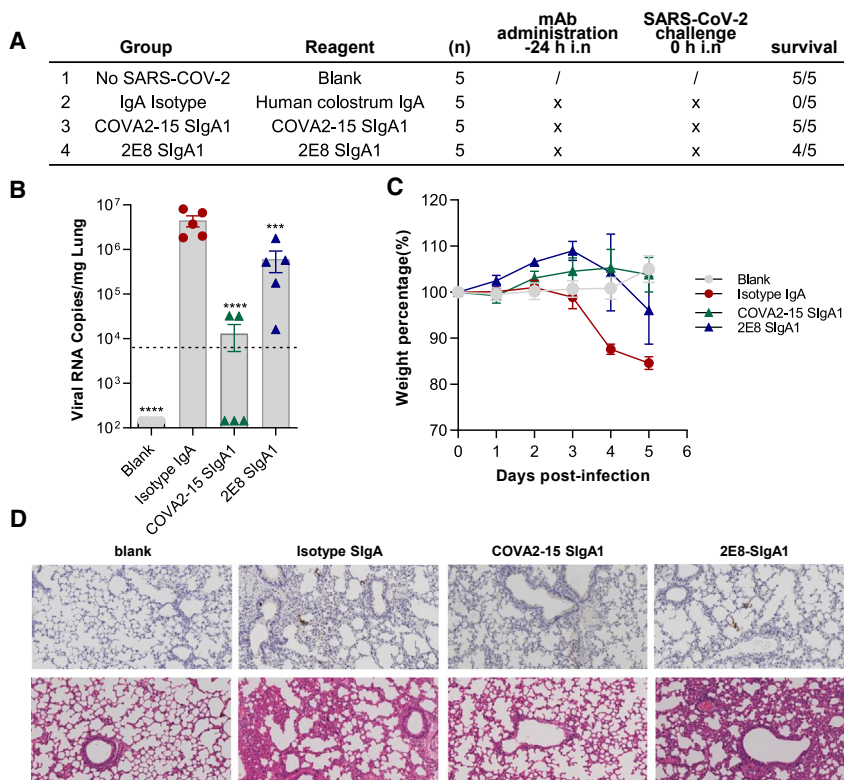 A
Group Reagent (n) mAb administration -24 h i.n SARS-CoV-2 challenge 0 h i.n survival
1 No SARS-COV-2 Blank 5 / / 5/5
2 IgA Isotype Human colostrum IgA 5 x x 0/5
3 COVA2-15 SIgA1 COVA2-15 SIgA1 5 x x 5/5
4 2E8 SIgA1 2E8 SIgA1 5 x x 4/5
B
Viral RNA Copies/mg Lung
10^7
10^6
10^5
10^4
10^3
10^2
****
****
***
Blank
Isotype IgA
COVA2-15 SIgA1
2E8 SIgA1
C
Weight percentage(%)
120
110
100
90
80
70
0 1 2 3 4 5 6
Days post-infection
Blank
Isotype IgA
COVA2-15 SIgA1
2E8 SIgA1
D
blank Isotype SIgA COVA2-15 SIgA1 2E8-SIgA1